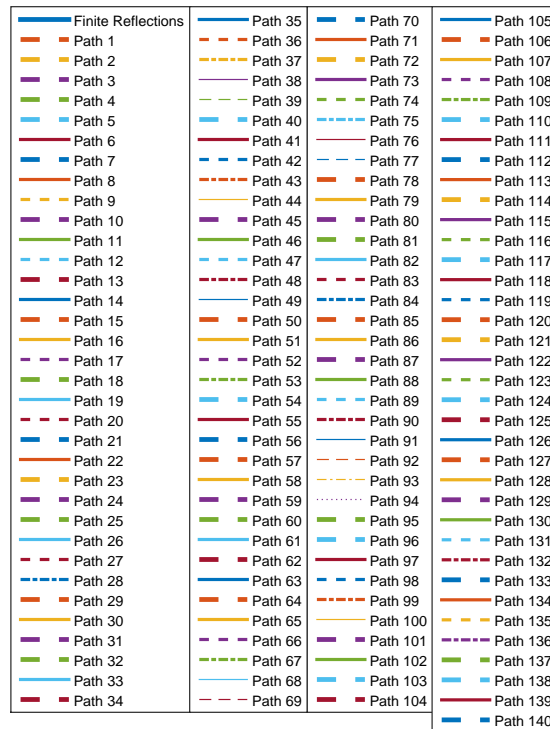 Finite Reflections
Path 1
Path 2
Path 3
Path 4
Path 5
Path 6
Path 7
Path 8
Path 9
Path 10
Path 11
Path 12
Path 13
Path 14
Path 15
Path 16
Path 17
Path 18
Path 19
Path 20
Path 21
Path 22
Path 23
Path 24
Path 25
Path 26
Path 27
Path 28
Path 29
Path 30
Path 31
Path 32
Path 33
Path 34
Path 35
Path 36
Path 37
Path 38
Path 39
Path 40
Path 41
Path 42
Path 43
Path 44
Path 45
Path 46
Path 47
Path 48
Path 49
Path 50
Path 51
Path 52
Path 53
Path 54
Path 55
Path 56
Path 57
Path 58
Path 59
Path 60
Path 61
Path 62
Path 63
Path 64
Path 65
Path 66
Path 67
Path 68
Path 69
Path 70
Path 71
Path 72
Path 73
Path 74
Path 75
Path 76
Path 77
Path 78
Path 79
Path 80
Path 81
Path 82
Path 83
Path 84
Path 85
Path 86
Path 87
Path 88
Path 89
Path 90
Path 91
Path 92
Path 93
Path 94
Path 95
Path 96
Path 97
Path 98
Path 99
Path 100
Path 101
Path 102
Path 103
Path 104
Path 105
Path 106
Path 107
Path 108
Path 109
Path 110
Path 111
Path 112
Path 113
Path 114
Path 115
Path 116
Path 117
Path 118
Path 119
Path 120
Path 121
Path 122
Path 123
Path 124
Path 125
Path 126
Path 127
Path 128
Path 129
Path 130
Path 131
Path 132
Path 133
Path 134
Path 135
Path 136
Path 137
Path 138
Path 139
Path 140